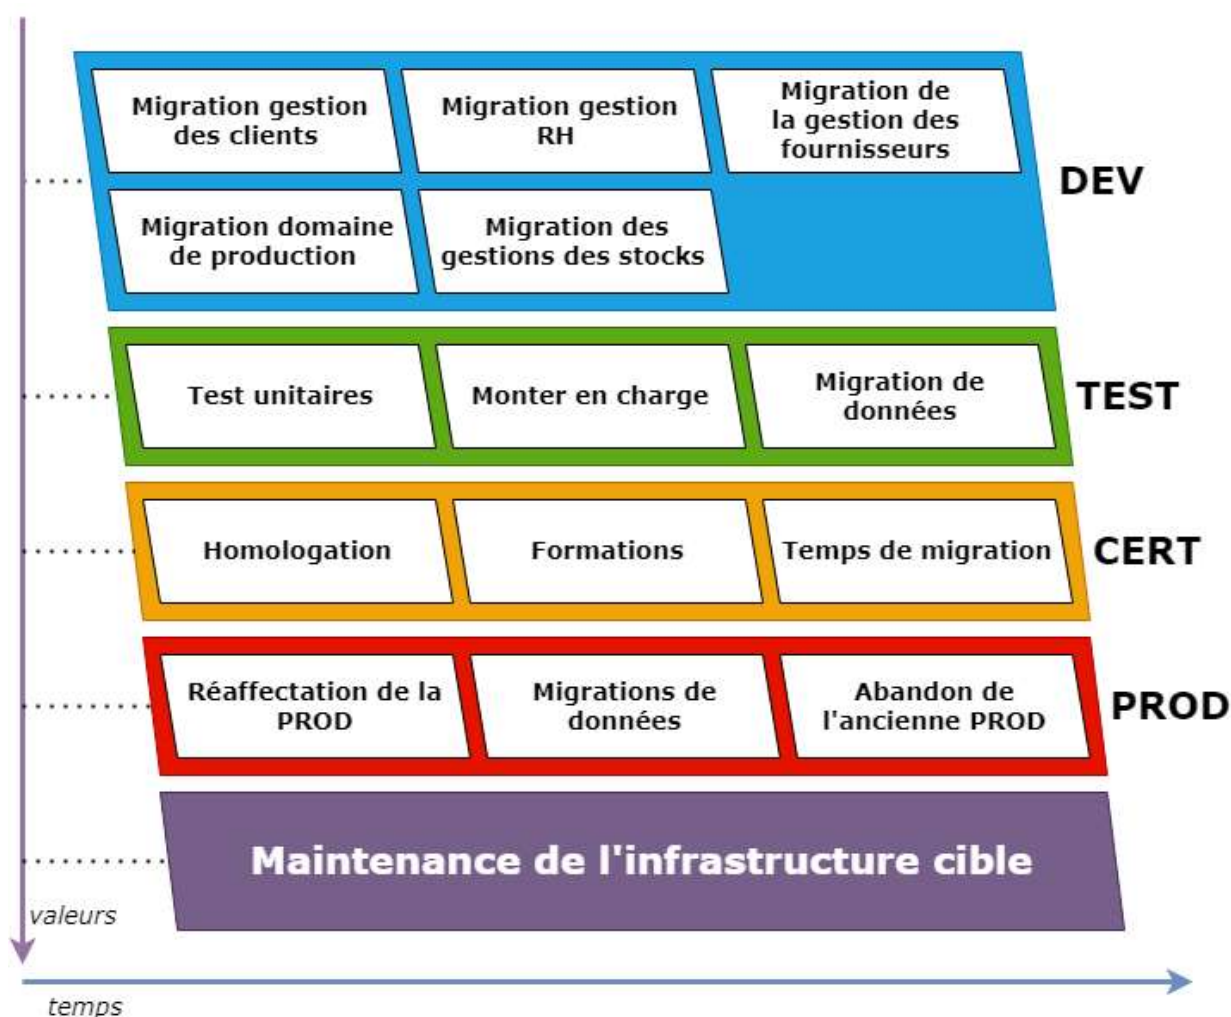 Migration gestion
des clients
Migration gestion
RH
Migration de
la gestion des
fournisseurs
DEV
Migration domaine
de production
Migration des
gestions des stocks
Test unitaires
Monter en charge
Migration de
données
TEST
Homologation
Formations
Temps de migration
CERT
Réaffectation de la
PROD
Migrations de
données
Abandon de
l'ancienne PROD
PROD
Maintenance de l'infrastructure cible
valeurs
temps